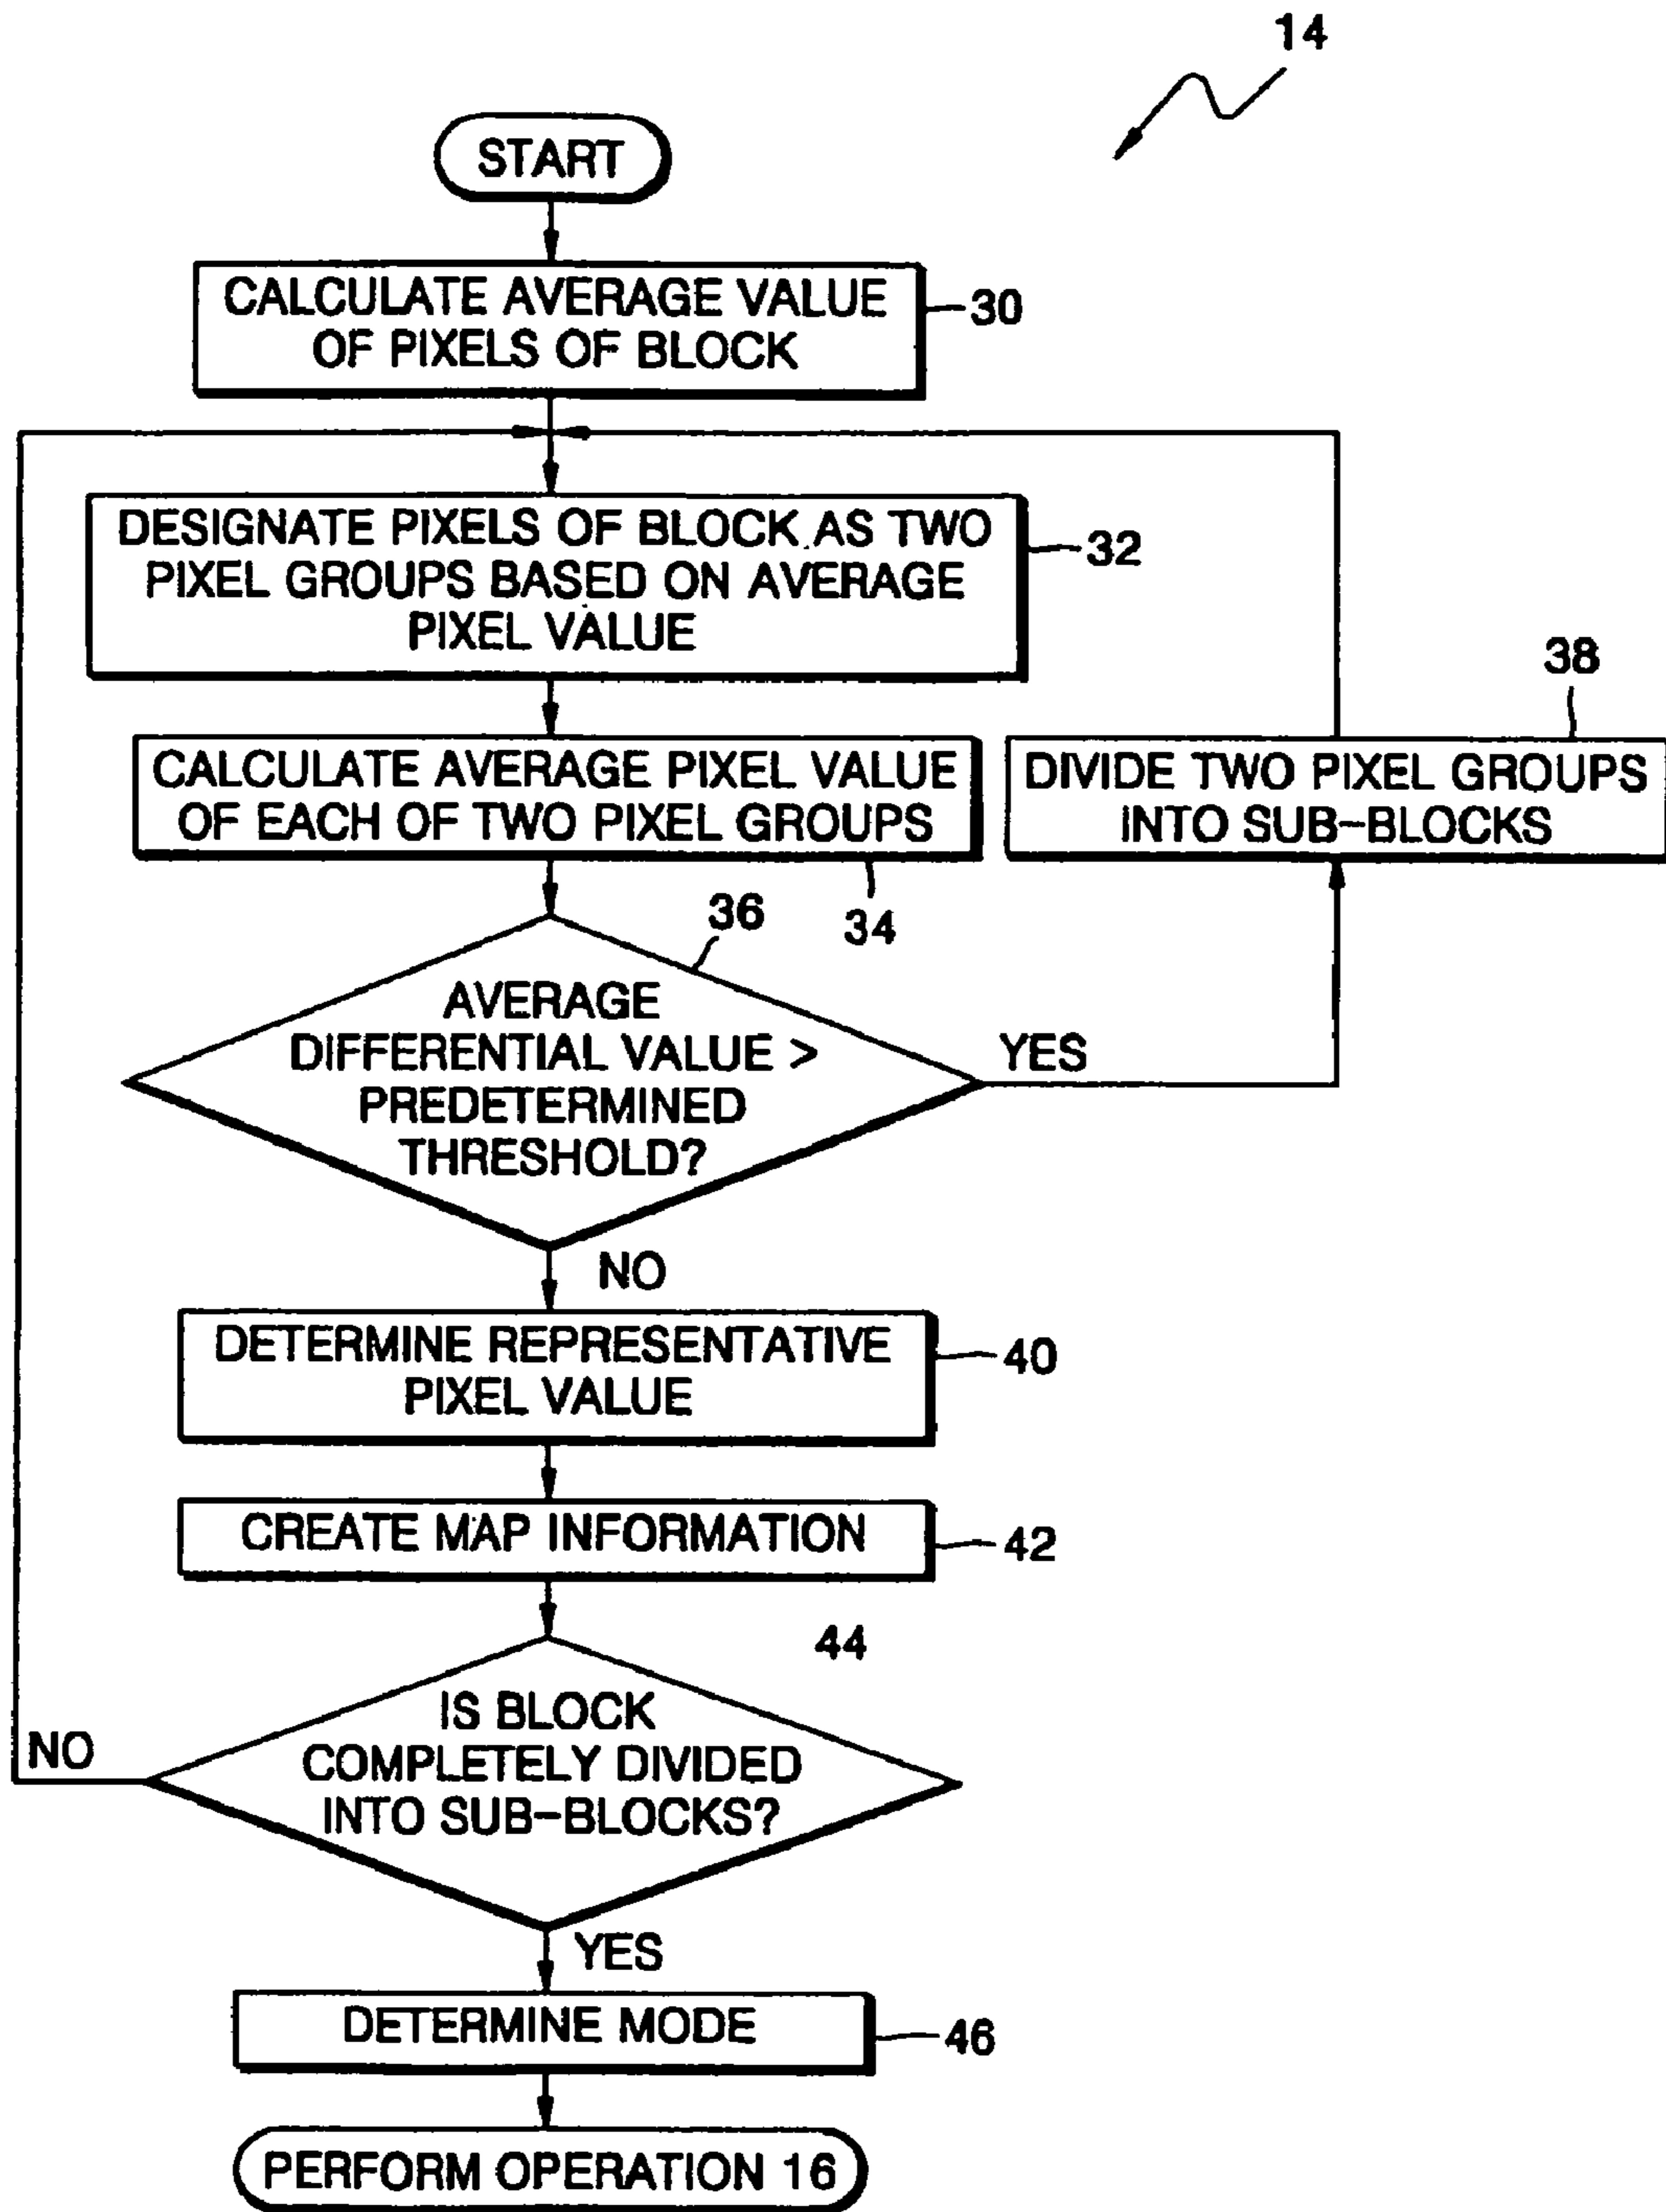 14
START
CALCULATE AVERAGE VALUE
OF PIXELS OF BLOCK
30
DESIGNATE PIXELS OF BLOCK AS TWO
PIXEL GROUPS BASED ON AVERAGE
PIXEL VALUE
32
38
CALCULATE AVERAGE PIXEL VALUE
OF EACH OF TWO PIXEL GROUPS
34
DIVIDE TWO PIXEL GROUPS
INTO SUB-BLOCKS
36
AVERAGE
DIFFERENTIAL VALUE >
PREDETERMINED
THRESHOLD?
YES
NO
DETERMINE REPRESENTATIVE
PIXEL VALUE
40
CREATE MAP INFORMATION
42
44
IS BLOCK
COMPLETELY DIVIDED
INTO SUB-BLOCKS?
NO
YES
DETERMINE MODE
46
PERFORM OPERATION 16